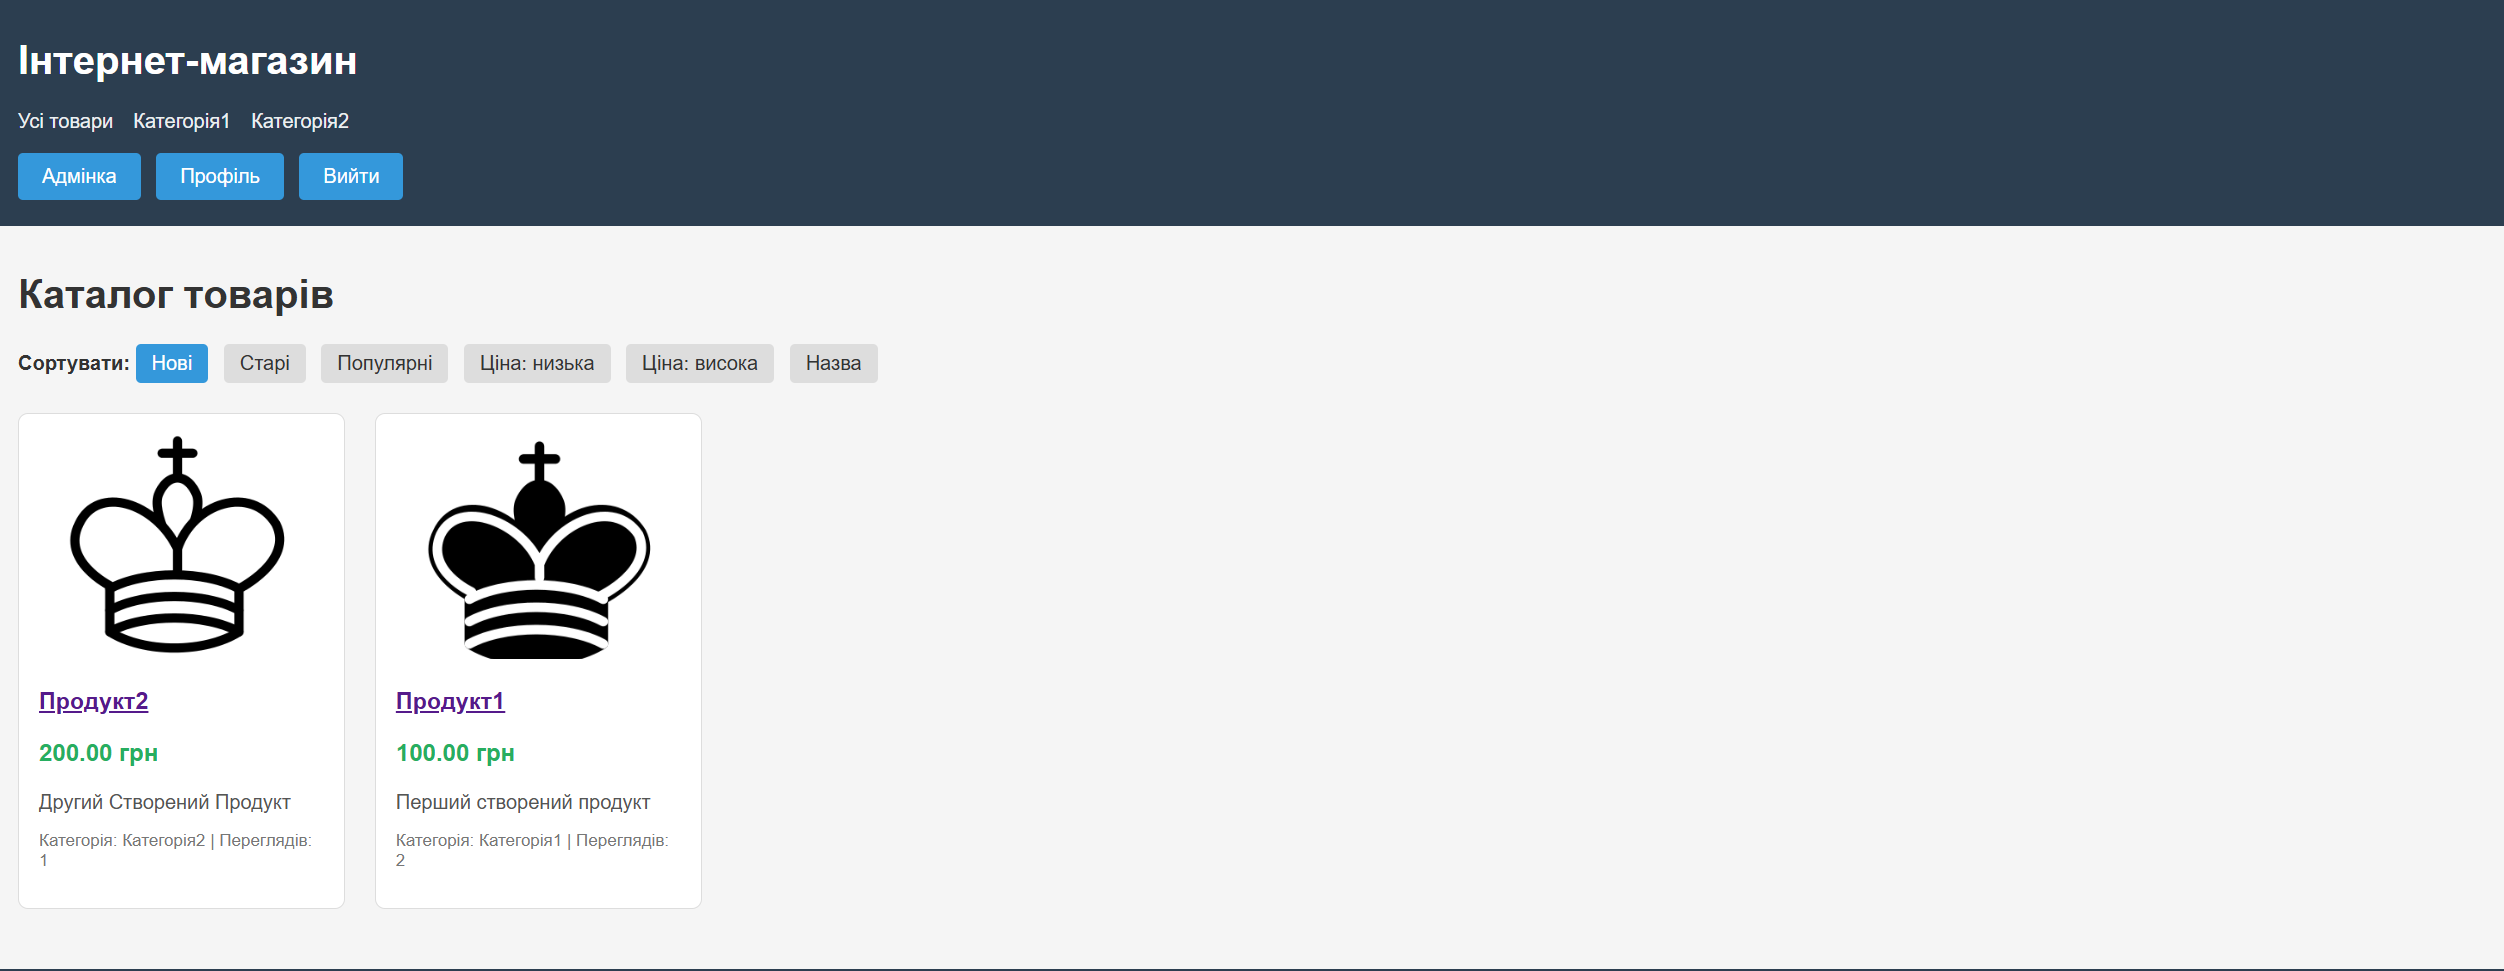 Інтернет-магазин
Усі товари Категорія1 Категорія2
Адмінка Профіль Вийти
Каталог товарів
Сортувати: Нові Старі Популярні Ціна: низька Ціна: висока Назва
Продукт2
200.00 грн
Другий Створений Продукт
Категорія: Категорія2 | Переглядів:
1
Продукт1
100.00 грн
Перший створений продукт
Категорія: Категорія1 | Переглядів:
2